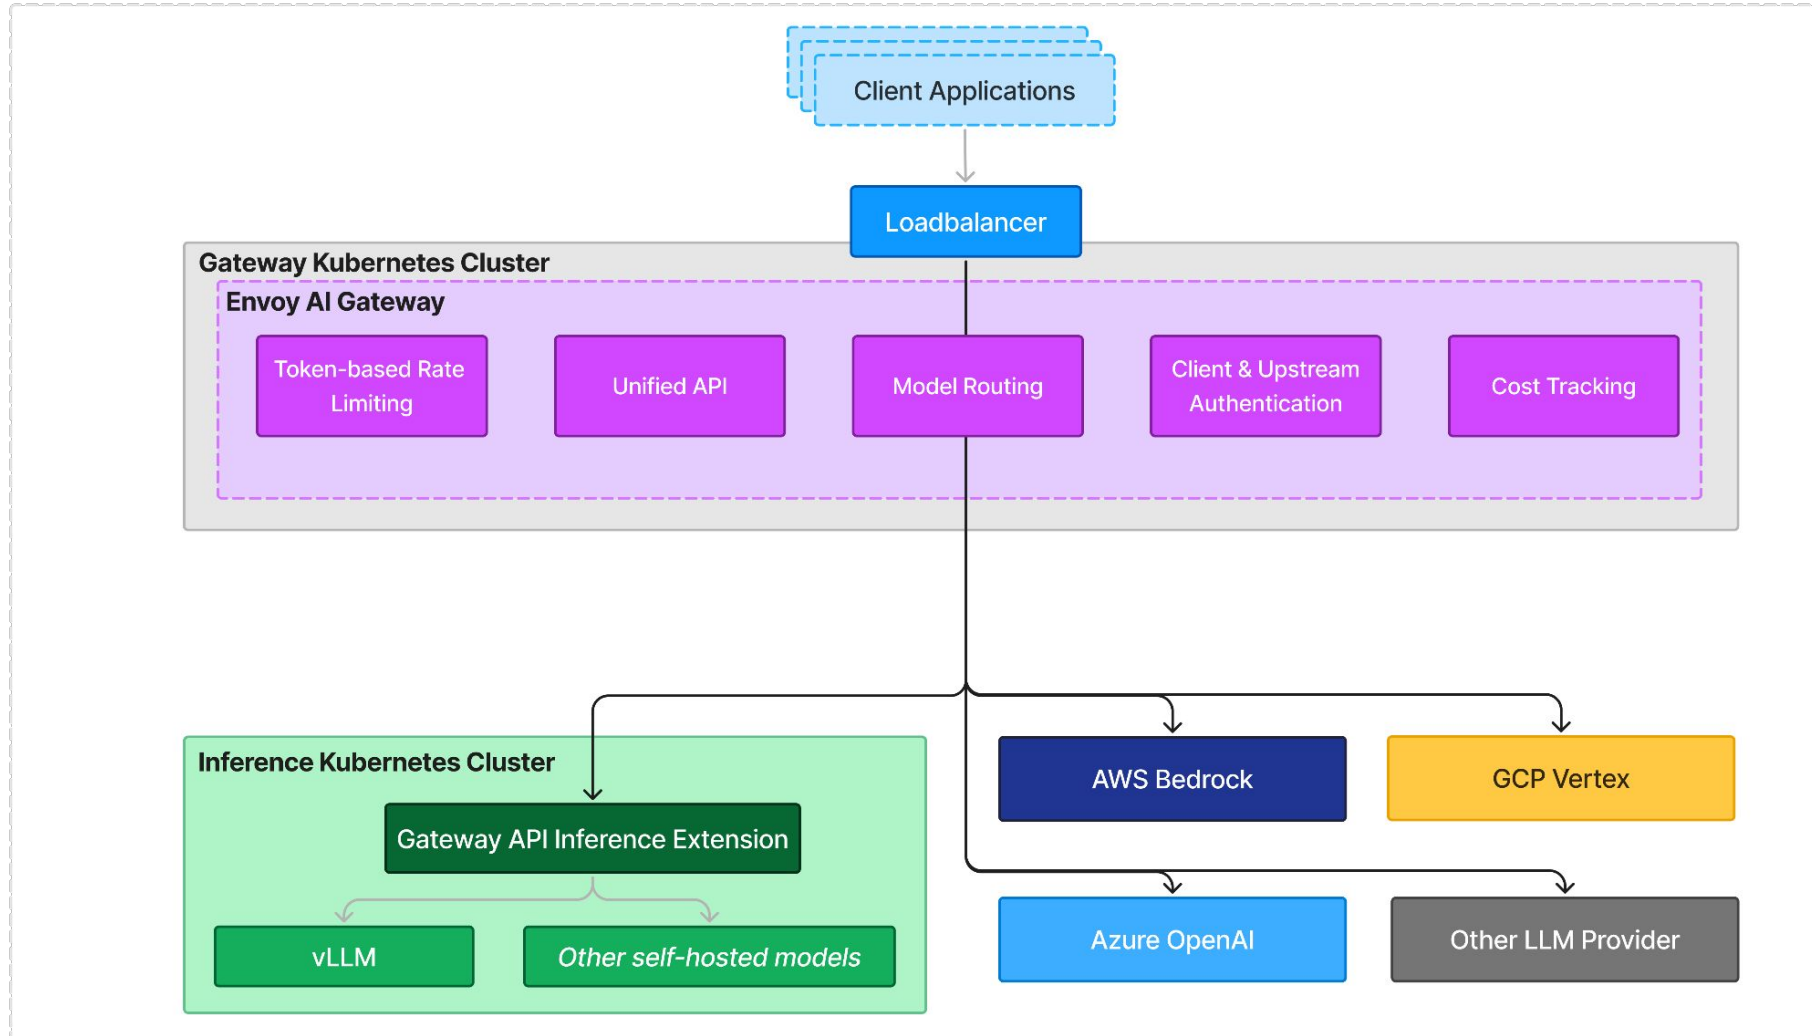 Client Applications
Loadbalancer
Gateway Kubernetes Cluster
Envoy AI Gateway
Token-based Rate
Limiting
Unified API
Model Routing
Client & Upstream
Authentication
Cost Tracking
Inference Kubernetes Cluster
Gateway API Inference Extension
vLLM
Other self-hosted models
AWS Bedrock
GCP Vertex
Azure OpenAI
Other LLM Provider